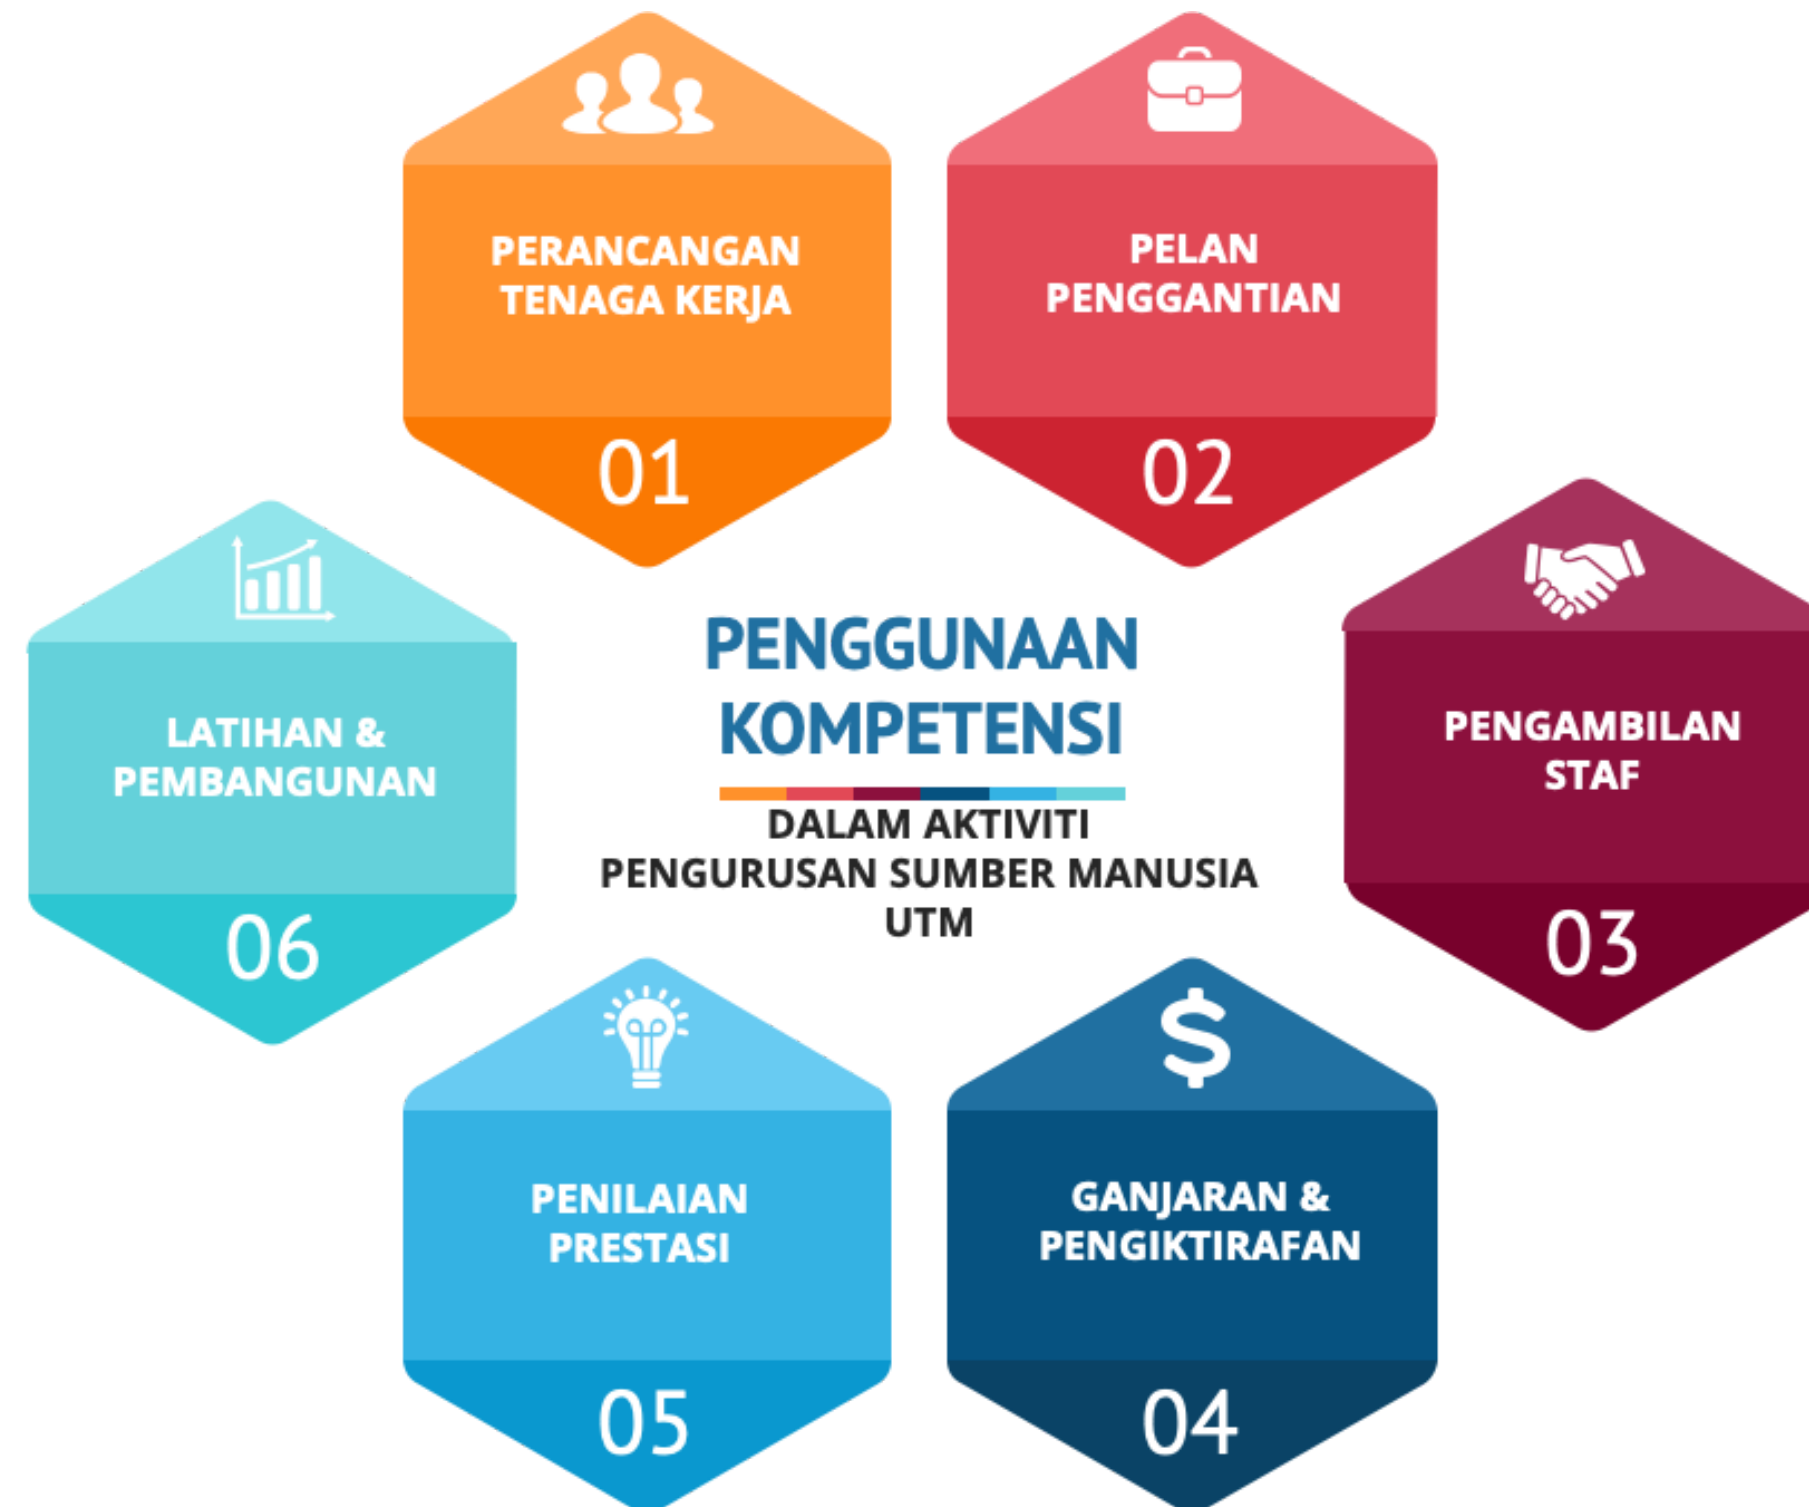 PERANCANGAN
TENAGA KERJA
01
PELAN
PENGGANTIAN
02
PENGAMBILAN
STAF
03
GANJARAN &
PENGIKTIRAFAN
04
PENILAIAN
PRESTASI
05
LATIHAN &
PEMBANGUNAN
06
PENGGUNAAN
KOMPETENSI
DALAM AKTIVITI
PENGURUSAN SUMBER MANUSIA
UTM